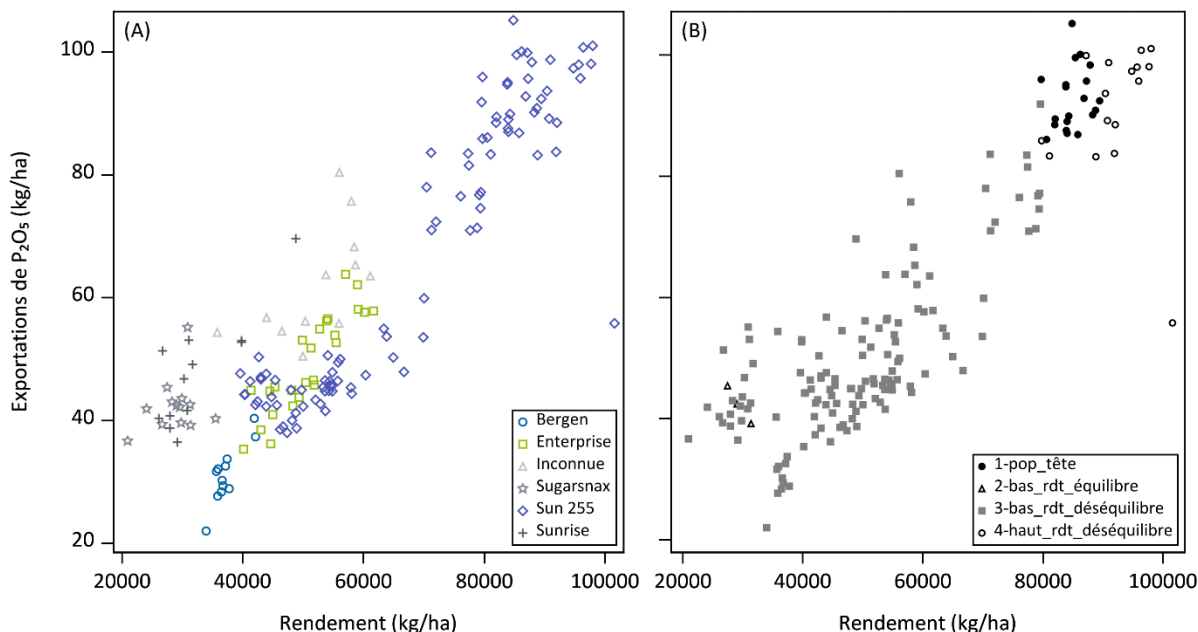 (A)
Exportations de P₂O₅ (kg/ha)
100
80
60
40
20
Bergen
Enterprise
Inconnue
Sugarsnax
Sun 255
Sunrise
20000 40000 60000 80000 100000
Rendement (kg/ha)
(B)
1-pop_tête
2-bas_rdt_équilibre
3-bas_rdt_déséquilibre
4-haut_rdt_déséquilibre
20000 40000 60000 80000 100000
Rendement (kg/ha)